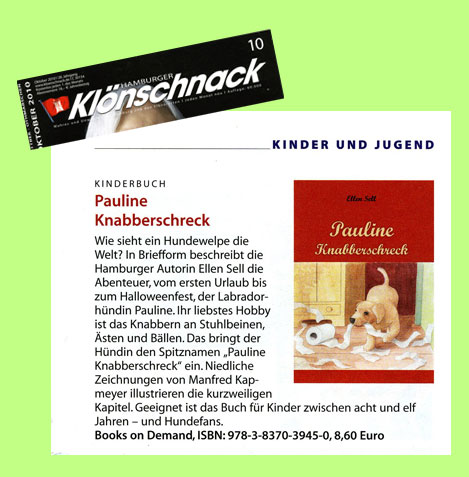 10
HAMBURGER
Klönschnack
OKTOBER 2010
KINDER UND JUGEND
KINDERBUCH
Pauline
Knabberschreck
Wie sieht ein Hundewelpe die
Welt? In Briefform beschreibt die
Hamburger Autorin Ellen Sell die
Abenteuer, vom ersten Urlaub bis
zum Halloweenfest, der Labrador-
hündin Pauline. Ihr liebstes Hobby
ist das Knabbern an Stuhlbeinen,
Ästen und Bällen. Das bringt der
Hündin den Spitznamen „Pauline
Knabberschreck“ ein. Niedliche
Zeichnungen von Manfred Kap-
meyer illustrieren die kurzweiligen
Kapitel. Geeignet ist das Buch für Kinder zwischen acht und elf
Jahren – und Hundefans.
Books on Demand, ISBN: 978-3-8370-3945-0, 8,60 Euro
Ellen Sell
Pauline
Knabberschreck